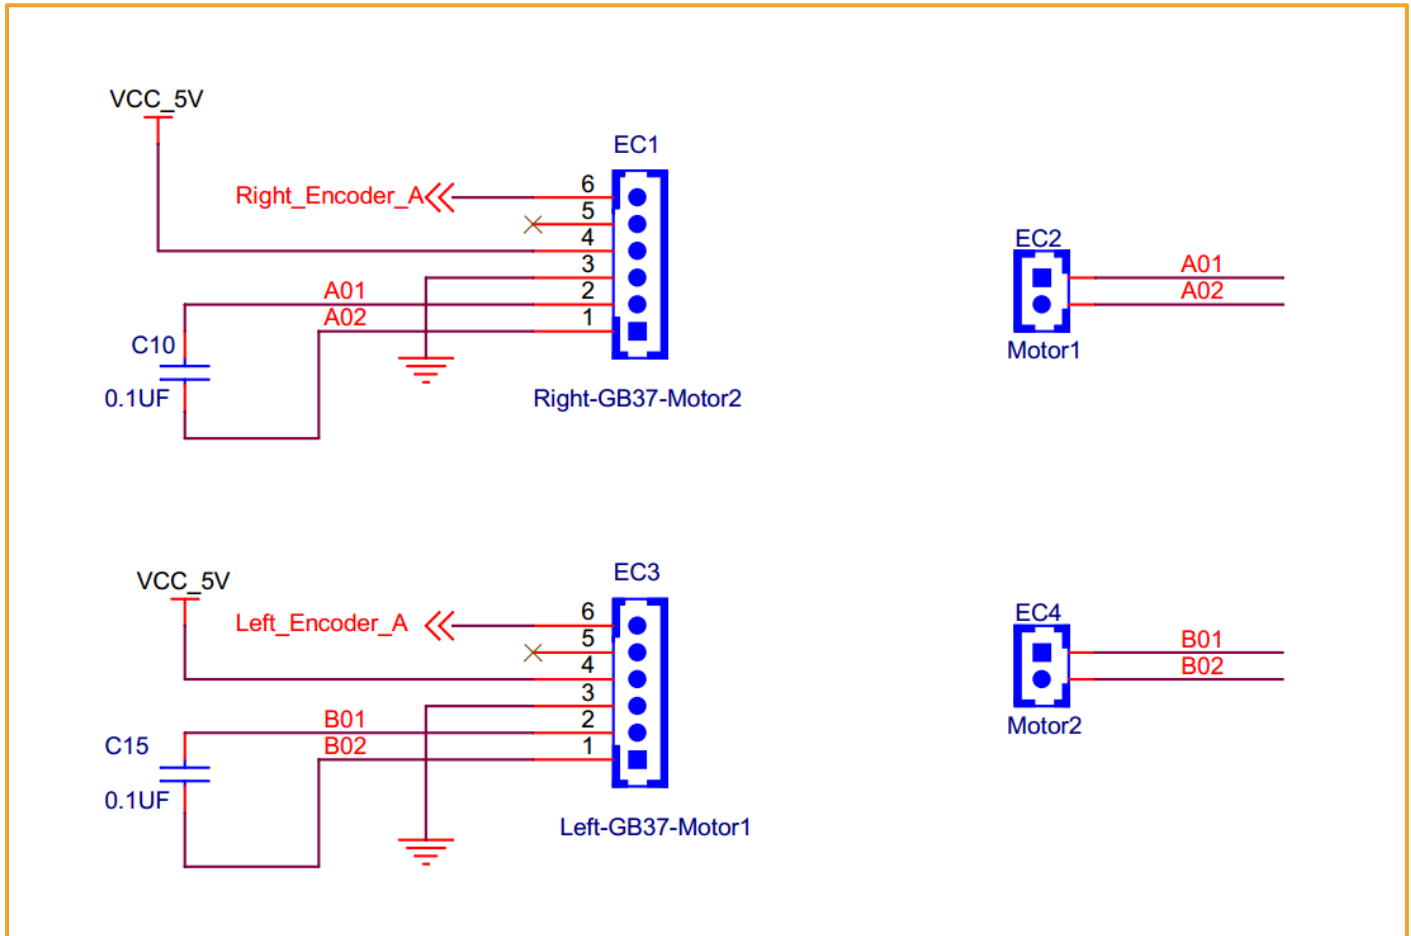 VCC_5V
EC1
Right_Encoder_A
6
5
4
3
A01
2
A02
1
C10
0.1UF
Right-GB37-Motor2
EC2
A01
A02
Motor1
VCC_5V
EC3
Left_Encoder_A
6
5
4
3
B01
2
B02
1
C15
0.1UF
Left-GB37-Motor1
EC4
B01
B02
Motor2